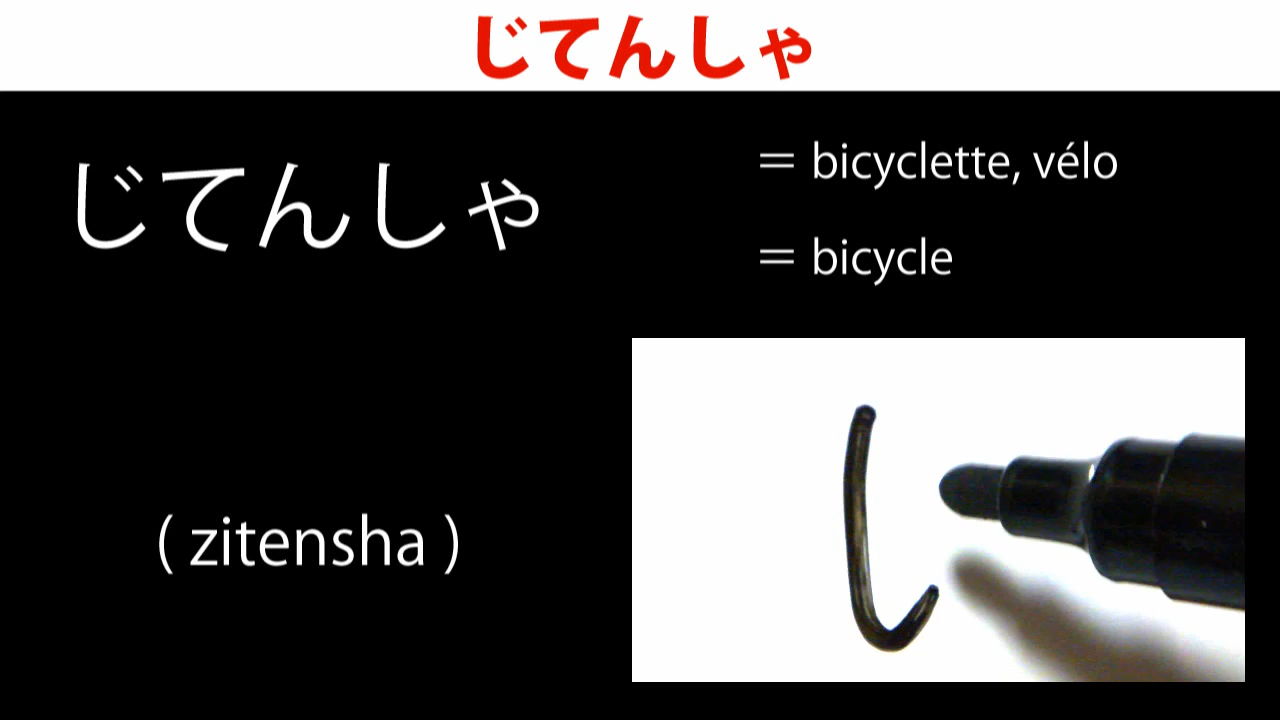 じてんしゃ
じてんしゃ
＝ bicyclette, vélo
＝ bicycle
( zitensha )
し